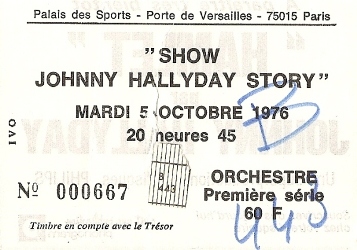 Palais des Sports - Porte de Versailles - 75015 Paris
"SHOW
JOHNNY HALLYDAY STORY"
MARDI 5 OCTOBRE 1976
20 heures 45
B
IVO
B
443
Nº 000667
ORCHESTRE
Première série
60 F
443
Timbre en compte avec le Trésor